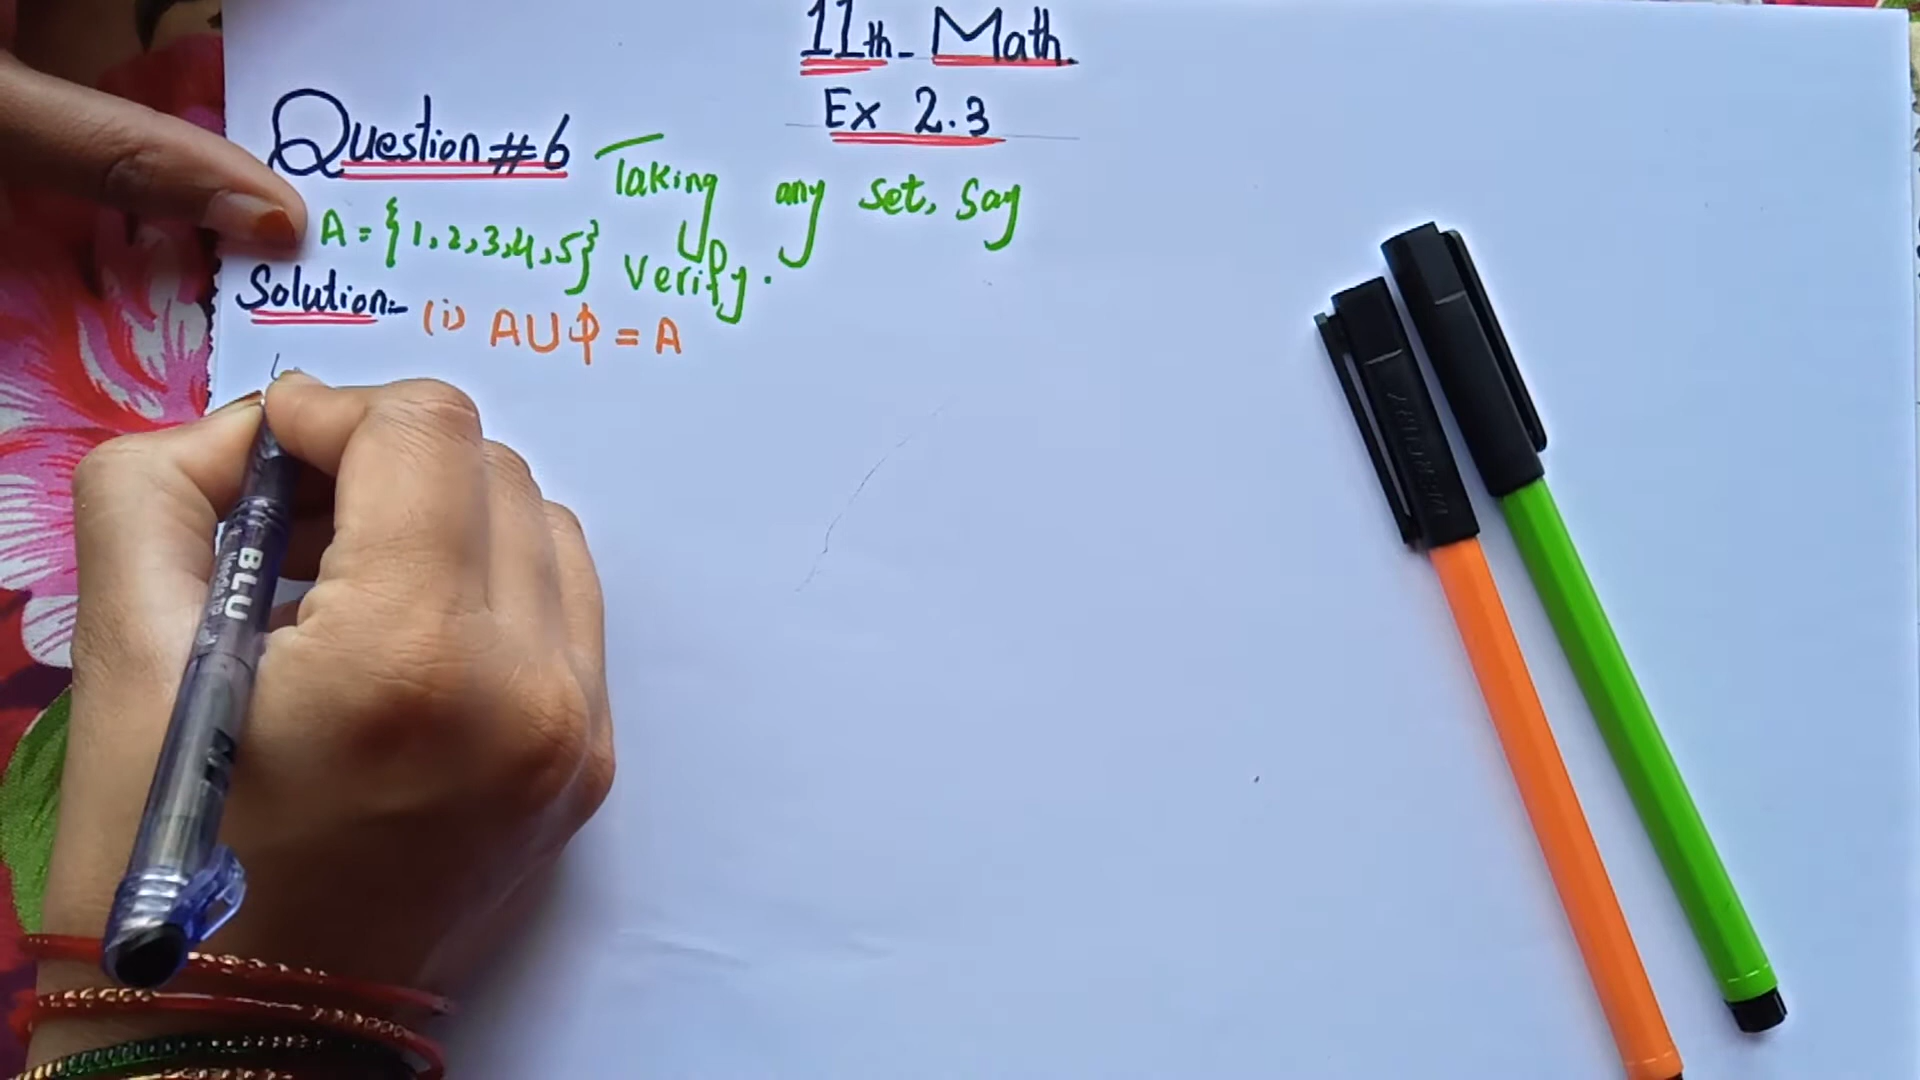 11th - Math.
Ex 2.3
Question #6 Taking any set, say
A = {1,2,3,4,5} verify.
Solution:- (i) A∪ϕ = A
BLU